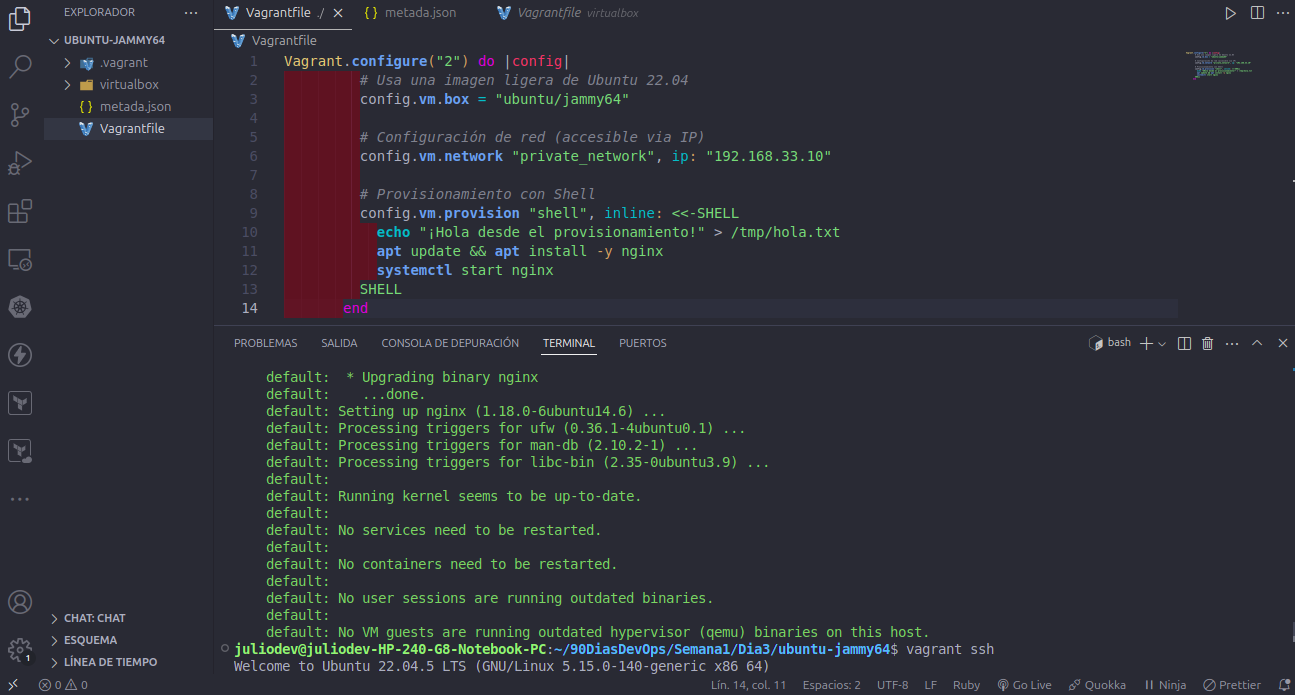 EXPLORADOR
UBUNTU-JAMMY64
.vagrant
virtualbox
{} metada.json
Vagrantfile
CHAT: CHAT
ESQUEMA
LÍNEA DE TIEMPO
1
Vagrantfile ./
{} metada.json
Vagrantfile virtualbox
Vagrantfile
1 Vagrant.configure("2") do |config|
2 # Usa una imagen ligera de Ubuntu 22.04
3 config.vm.box = "ubuntu/jammy64"
4
5 # Configuración de red (accesible via IP)
6 config.vm.network "private_network", ip: "192.168.33.10"
7
8 # Provisionamiento con Shell
9 config.vm.provision "shell", inline: <<-SHELL
10 echo "¡Hola desde el provisionamiento!" > /tmp/hola.txt
11 apt update && apt install -y nginx
12 systemctl start nginx
13 SHELL
14 end
PROBLEMAS SALIDA CONSOLA DE DEPURACIÓN TERMINAL PUERTOS
bash
default:  * Upgrading binary nginx
default:    ...done.
default: Setting up nginx (1.18.0-6ubuntu14.6) ...
default: Processing triggers for ufw (0.36.1-4ubuntu0.1) ...
default: Processing triggers for man-db (2.10.2-1) ...
default: Processing triggers for libc-bin (2.35-0ubuntu3.9) ...
default:
default: Running kernel seems to be up-to-date.
default:
default: No services need to be restarted.
default:
default: No containers need to be restarted.
default:
default: No user sessions are running outdated binaries.
default:
default: No VM guests are running outdated hypervisor (qemu) binaries on this host.
juliodev@juliodev-HP-240-G8-Notebook-PC:~/90DiasDevOps/Semana1/Dia3/ubuntu-jammy64$ vagrant ssh
Welcome to Ubuntu 22.04.5 LTS (GNU/Linux 5.15.0-140-generic x86 64)
0 0 Lín. 14, col. 11 Espacios: 2 UTF-8 LF Ruby Go Live Quokka Ninja Prettier